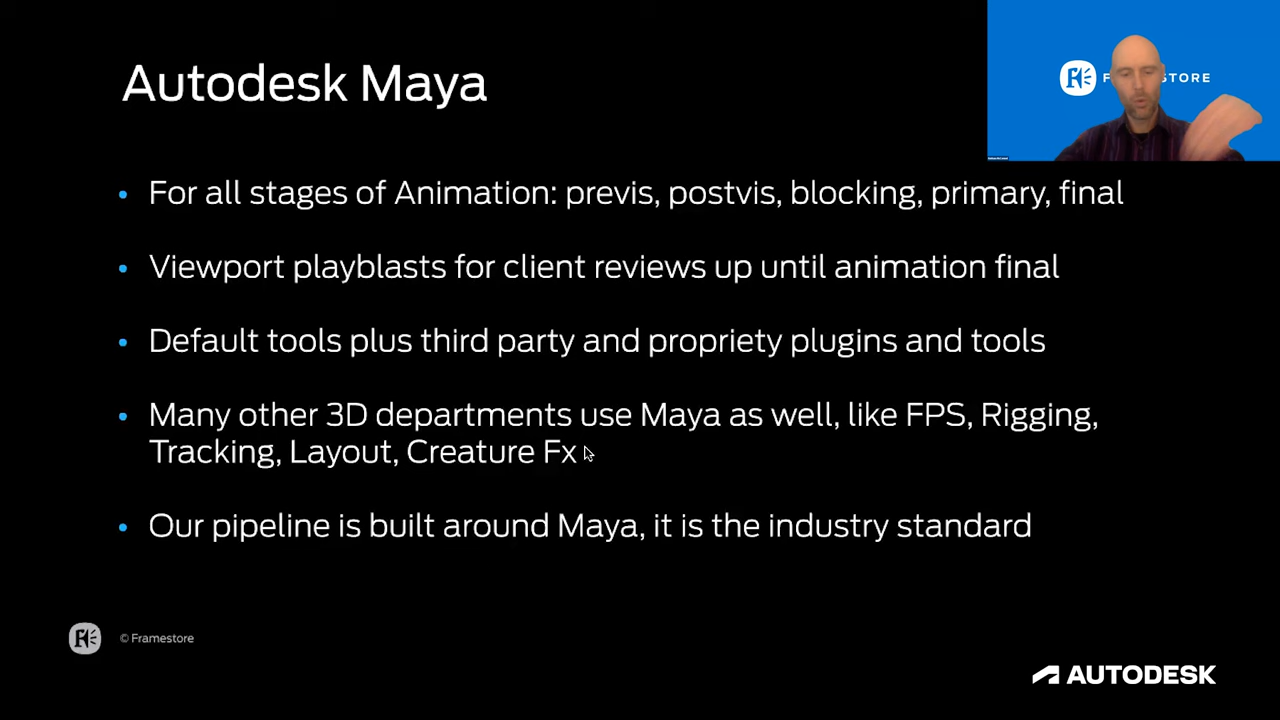 Autodesk Maya
• For all stages of Animation: previs, postvis, blocking, primary, final
• Viewport playblasts for client reviews up until animation final
• Default tools plus third party and propriety plugins and tools
• Many other 3D departments use Maya as well, like FPS, Rigging,
Tracking, Layout, Creature Fx
• Our pipeline is built around Maya, it is the industry standard
© Framestore
AUTODESK